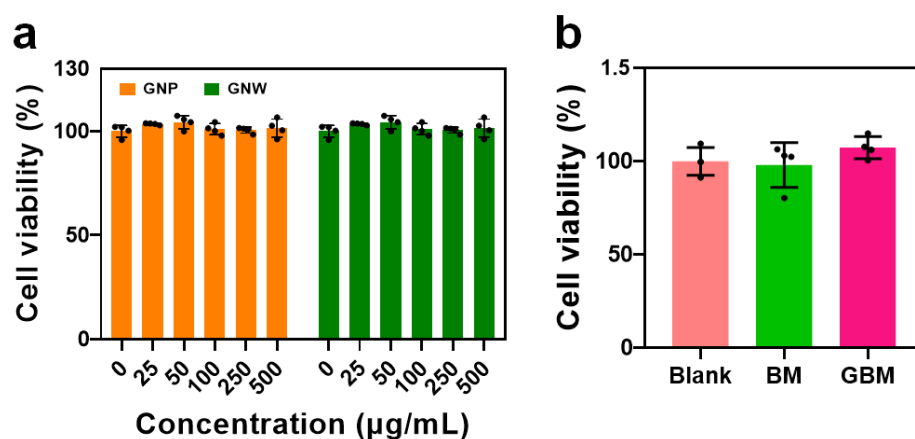 a
130
100
50
0
Cell viability (%)
GNP GNW
0 25 50 100 250 500 0 25 50 100 250 500
Concentration (µg/mL)
b
1.5
100
50
0
Cell viability (%)
Blank BM GBM